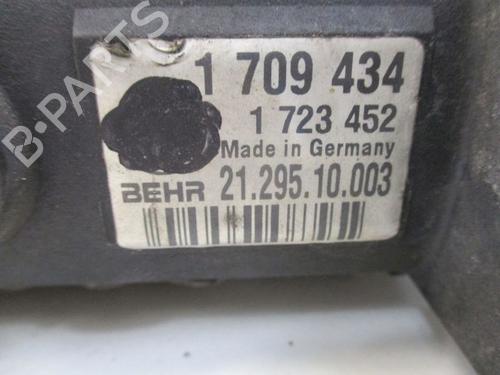 B-PARTS
1 709 434
1 723 452
Made in Germany
BEHR 21.295.10.003